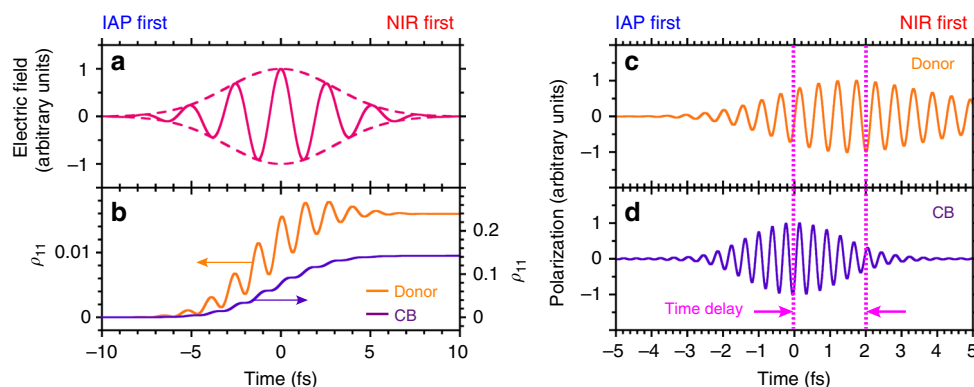 IAP first
NIR first
a
Electric field
(arbitrary units)
1
0
−1
b
ρ11
0.01
0
0.2
0
ρ11
Donor
CB
−10
−5
0
5
10
Time (fs)
IAP first
NIR first
c
Donor
Polarization (arbitrary units)
1
0
−1
d
CB
1
0
−1
Time delay
−5
−4
−3
−2
−1
0
1
2
3
4
5
Time (fs)